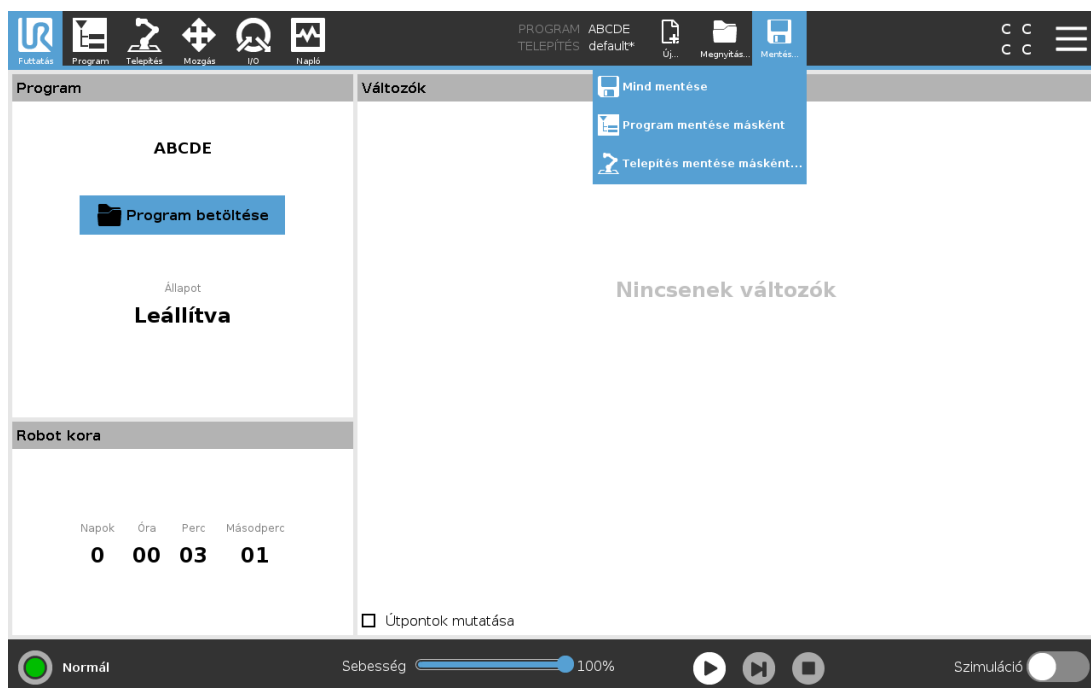 UR
Futtatás Program Telepítés Mozgás I/O Napló
PROGRAM ABCDE
TELEPÍTÉS default*
Új... Megnyitás... Mentés...
C C
C C
Mind mentése
Program mentése másként
Telepítés mentése másként...
Program
ABCDE
Program betöltése
Állapot
Leállítva
Változók
Nincsenek változók
Robot kora
Napok Óra Perc Másodperc
0 00 03 01
Útpontok mutatása
Normál
Sebesség 100%
Szimuláció